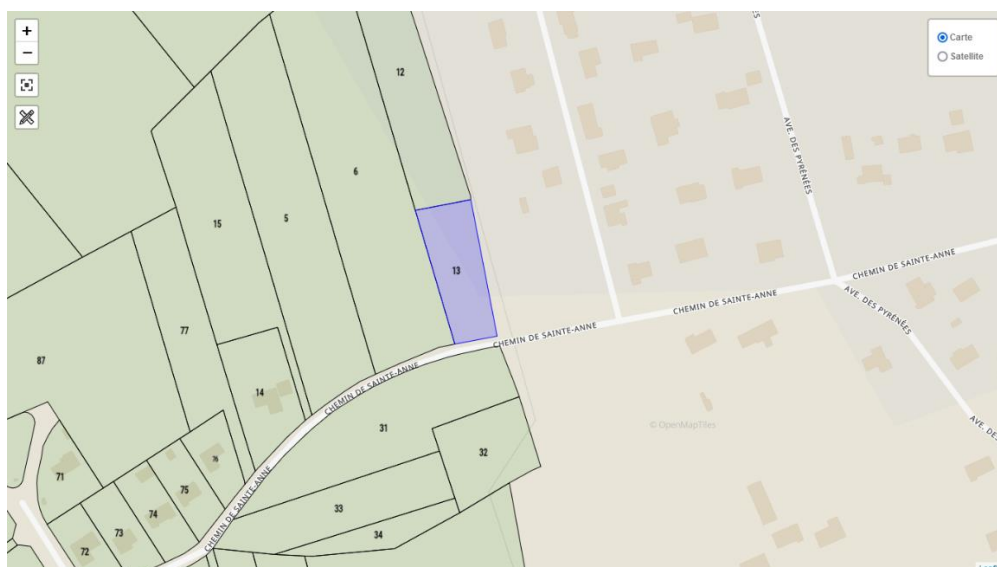 +
−
Carte
Satellite
12
6
15
5
13
77
87
14
31
32
33
34
71
72
73
74
75
76
AVE. DES PYRÉNÉES
CHEMIN DE SAINTE-ANNE
CHEMIN DE SAINTE-ANNE
CHEMIN DE SAINTE-ANNE
CHEMIN DE SAINTE-ANNE
CHEMIN DE SAINTE-ANNE
AVE. DES PYRÉNÉES
© OpenMapTiles